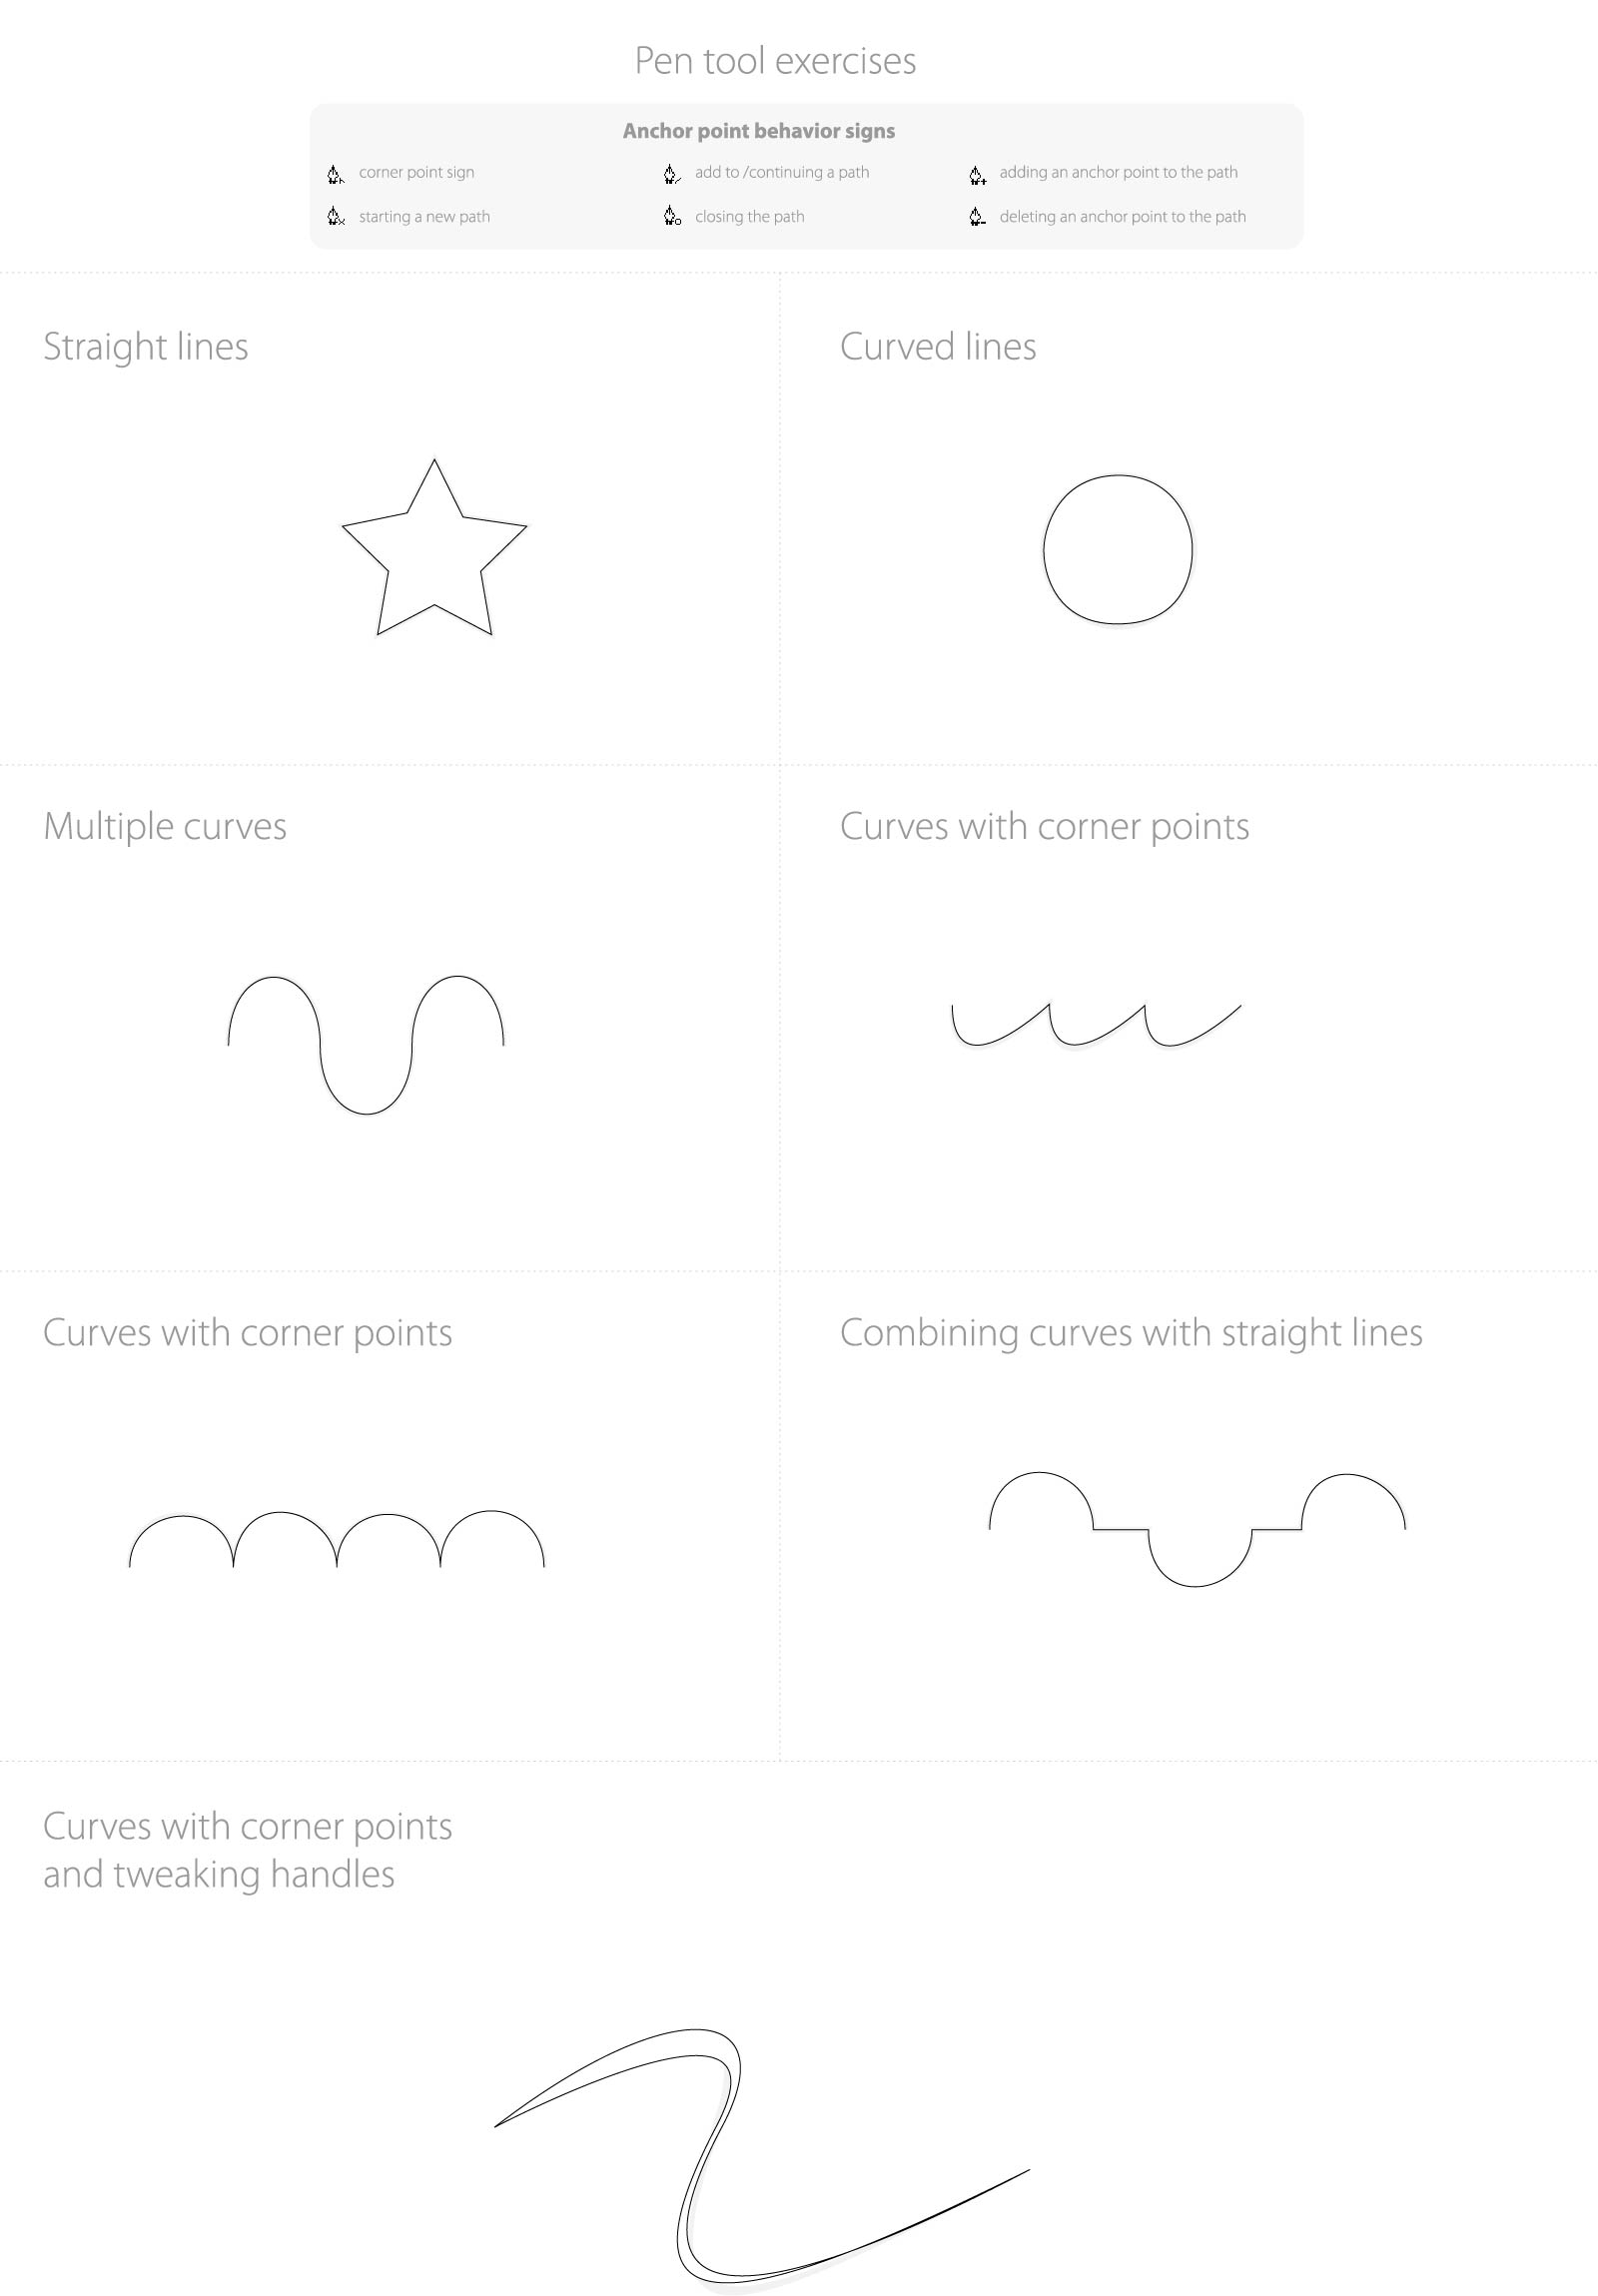 Pen tool exercises
Anchor point behavior signs
corner point sign
add to /continuing a path
adding an anchor point to the path
starting a new path
closing the path
deleting an anchor point to the path
Straight lines
Curved lines
Multiple curves
Curves with corner points
Curves with corner points
Combining curves with straight lines
Curves with corner points
and tweaking handles